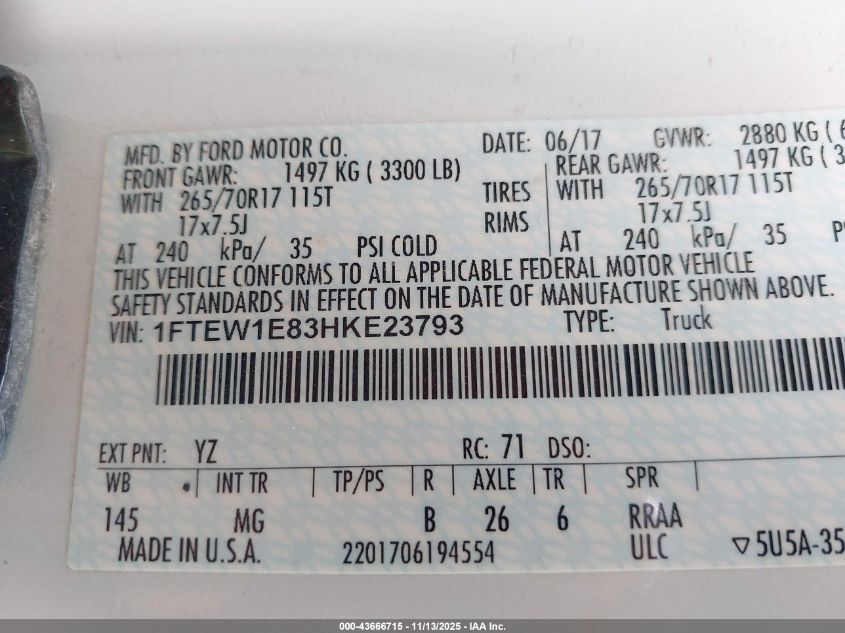 MFD. BY FORD MOTOR CO. DATE: 06/17 GVWR: 2880 KG ( 6
FRONT GAWR: 1497 KG ( 3300 LB) REAR GAWR: 1497 KG ( 3
WITH 265/70R17 115T TIRES WITH 265/70R17 115T
17x7.5J RIMS 17x7.5J
AT 240 kPa/ 35 PSI COLD AT 240 kPa/ 35 P
THIS VEHICLE CONFORMS TO ALL APPLICABLE FEDERAL MOTOR VEHICLE
SAFETY STANDARDS IN EFFECT ON THE DATE OF MANUFACTURE SHOWN ABOVE.
VIN: 1FTEW1E83HKE23793 TYPE: Truck
EXT PNT: YZ RC: 71 DSO:
WB INT TR TP/PS R AXLE TR SPR
145 MG B 26 6 RRAA
MADE IN U.S.A. 2201706194554 ULC ▽5U5A-35
000-43666715 - 11/13/2025 - IAA Inc.